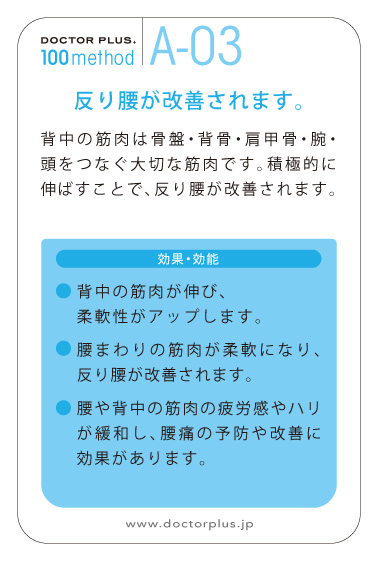 DOCTOR PLUS.
100method
A-03
反り腰が改善されます。
背中の筋肉は骨盤・背骨・肩甲骨・腕・
頭をつなぐ大切な筋肉です。積極的に
伸ばすことで、反り腰が改善されます。
効果・効能
● 背中の筋肉が伸び、
柔軟性がアップします。
● 腰まわりの筋肉が柔軟になり、
反り腰が改善されます。
● 腰や背中の筋肉の疲労感やハリ
が緩和し、腰痛の予防や改善に
効果があります。
www.doctorplus.jp